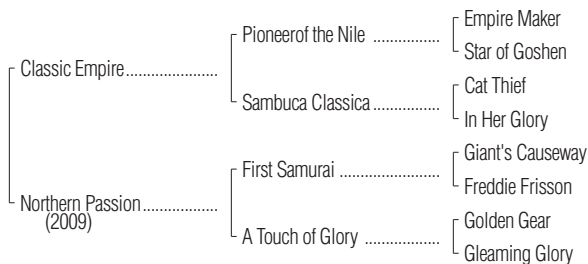 Empire Maker
Pioneerof the Nile ................
Star of Goshen
Classic Empire......................
Cat Thief
Sambuca Classica................
In Her Glory
Giant's Causeway
First Samurai ........................
Freddie Frisson
Northern Passion..................
(2009)
Golden Gear
A Touch of Glory ..................
Gleaming Glory